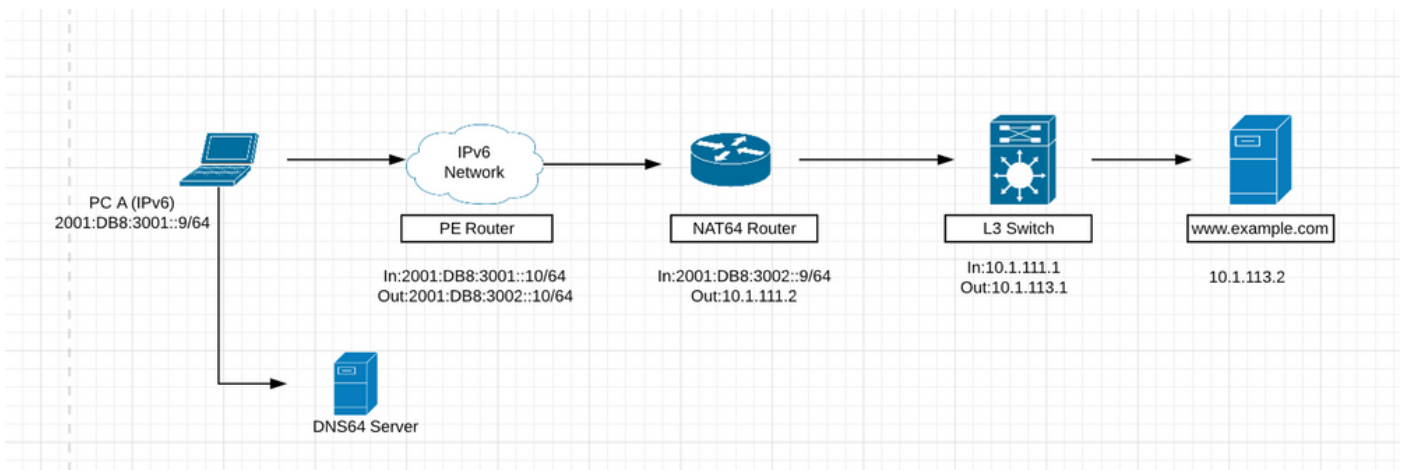 IPv6
Network
PC A (IPv6)
2001:DB8:3001::9/64
PE Router
NAT64 Router
L3 Switch
www.example.com
In:2001:DB8:3001::10/64
Out:2001:DB8:3002::10/64
In:2001:DB8:3002::9/64
Out:10.1.111.2
In:10.1.111.1
Out:10.1.113.1
10.1.113.2
DNS64 Server